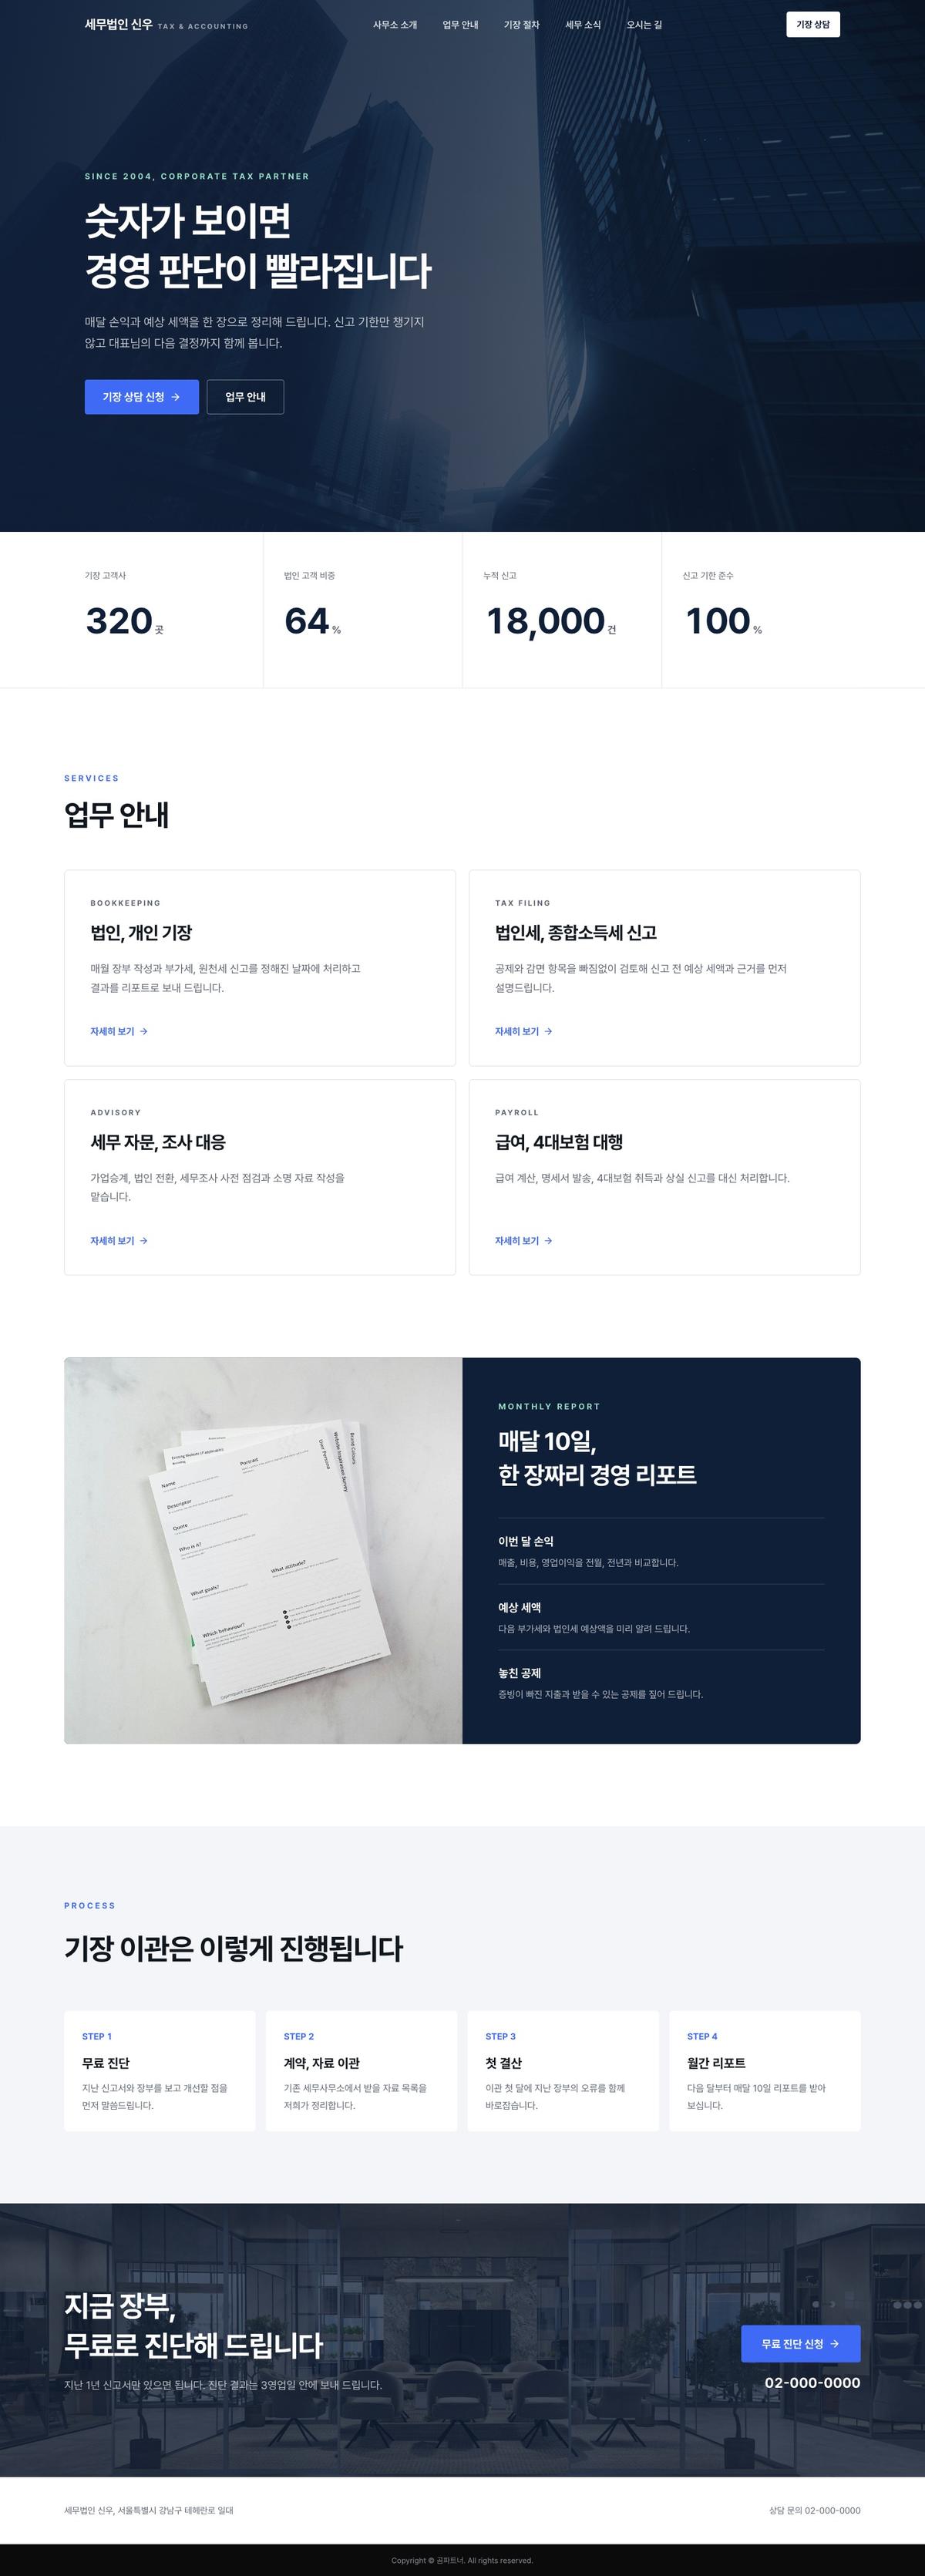 세무법인 신우 TAX & ACCOUNTING
사무소 소개 업무 안내 기장 절차 세무 소식 오시는 길
기장 상담
SINCE 2004, CORPORATE TAX PARTNER
숫자가 보이면
경영 판단이 빨라집니다
매달 손익과 예상 세액을 한 장으로 정리해 드립니다. 신고 기한만 챙기지
않고 대표님의 다음 결정까지 함께 봅니다.
기장 상담 신청 →
업무 안내
기장 고객사
320곳
법인 고객 비중
64%
누적 신고
18,000건
신고 기한 준수
100%
SERVICES
업무 안내
BOOKKEEPING
법인, 개인 기장
매월 장부 작성과 부가세, 원천세 신고를 정해진 날짜에 처리하고
결과를 리포트로 보내 드립니다.
자세히 보기 →
TAX FILING
법인세, 종합소득세 신고
공제와 감면 항목을 빠짐없이 검토해 신고 전 예상 세액과 근거를 먼저
설명드립니다.
자세히 보기 →
ADVISORY
세무 자문, 조사 대응
가업승계, 법인 전환, 세무조사 사전 점검과 소명 자료 작성을
맡습니다.
자세히 보기 →
PAYROLL
급여, 4대보험 대행
급여 계산, 명세서 발송, 4대보험 취득과 상실 신고를 대신 처리합니다.
자세히 보기 →
Name
Portrait
User Persona
Website Inspiration Survey
Brand Colours
Descriptor
Quote
Who is it?
What goals?
What attitude?
Which behaviour?
MONTHLY REPORT
매달 10일,
한 장짜리 경영 리포트
이번 달 손익
매출, 비용, 영업이익을 전월, 전년과 비교합니다.
예상 세액
다음 부가세와 법인세 예상액을 미리 알려 드립니다.
놓친 공제
증빙이 빠진 지출과 받을 수 있는 공제를 짚어 드립니다.
PROCESS
기장 이관은 이렇게 진행됩니다
STEP 1
무료 진단
지난 신고서와 장부를 보고 개선할 점을
먼저 말씀드립니다.
STEP 2
계약, 자료 이관
기존 세무사무소에서 받을 자료 목록을
저희가 정리합니다.
STEP 3
첫 결산
이관 첫 달에 지난 장부의 오류를 함께
바로잡습니다.
STEP 4
월간 리포트
다음 달부터 매달 10일 리포트를 받아
보십니다.
지금 장부,
무료로 진단해 드립니다
지난 1년 신고서만 있으면 됩니다. 진단 결과는 3영업일 안에 보내 드립니다.
무료 진단 신청 →
02-000-0000
세무법인 신우, 서울특별시 강남구 테헤란로 일대
상담 문의 02-000-0000
Copyright © 곰파트너. All rights reserved.